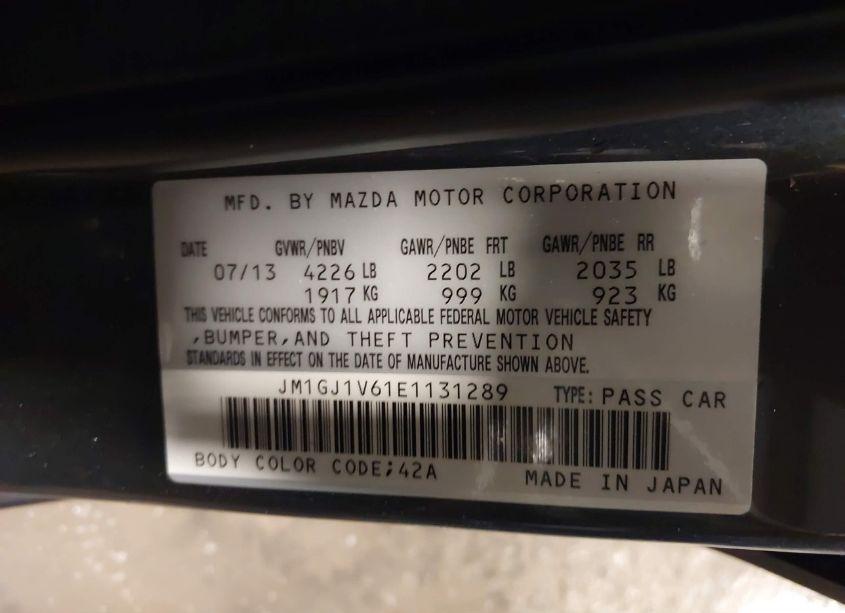 MFD. BY MAZDA MOTOR CORPORATION
DATE GVWR/PNBV GAWR/PNBE FRT GAWR/PNBE RR
07/13 4226 LB 2202 LB 2035 LB
1917 KG 999 KG 923 KG
THIS VEHICLE CONFORMS TO ALL APPLICABLE FEDERAL MOTOR VEHICLE SAFETY
,BUMPER,AND THEFT PREVENTION
STANDARDS IN EFFECT ON THE DATE OF MANUFACTURE SHOWN ABOVE.
JM1GJ1V61E1131289 TYPE: PASS CAR
BODY COLOR CODE;42A
MADE IN JAPAN